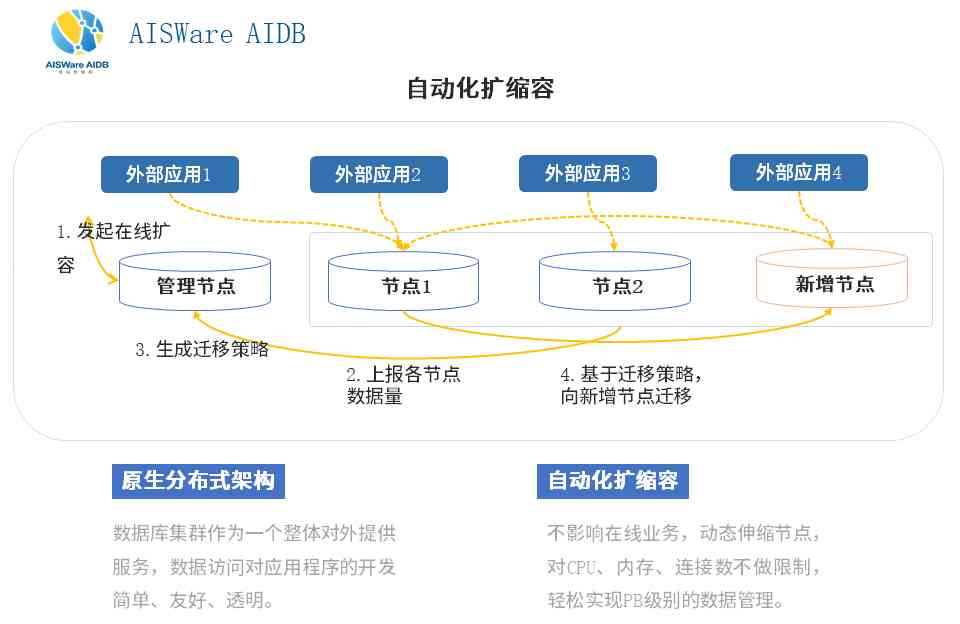 AISWare AIDB
AISWare AIDB
自动化扩缩容
外部应用1
外部应用2
外部应用3
外部应用4
1. 发起在线扩
容
管理节点
节点1
节点2
新增节点
3. 生成迁移策略
2. 上报各节点
数据量
4. 基于迁移策略，
向新增节点迁移
原生分布式架构
自动化扩缩容
数据库集群作为一个整体对外提供
服务，数据访问对应用程序的开发
简单、友好、透明。
不影响在线业务，动态伸缩节点，
对CPU、内存、连接数不做限制，
轻松实现PB级别的数据管理。